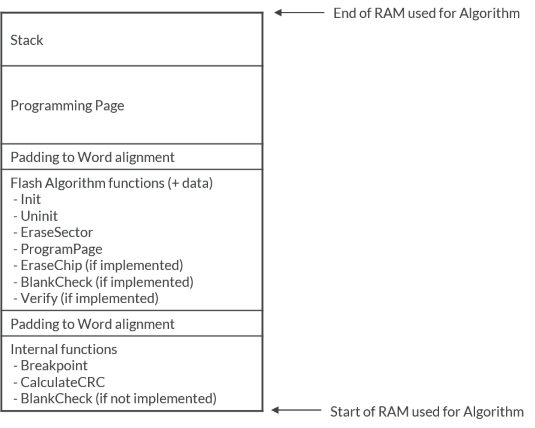 End of RAM used for Algorithm
Stack
Programming Page
Padding to Word alignment
Flash Algorithm functions (+ data)
- Init
- Uninit
- EraseSector
- ProgramPage
- EraseChip (if implemented)
- BlankCheck (if implemented)
- Verify (if implemented)
Padding to Word alignment
Internal functions
- Breakpoint
- CalculateCRC
- BlankCheck (if not implemented)
Start of RAM used for Algorithm